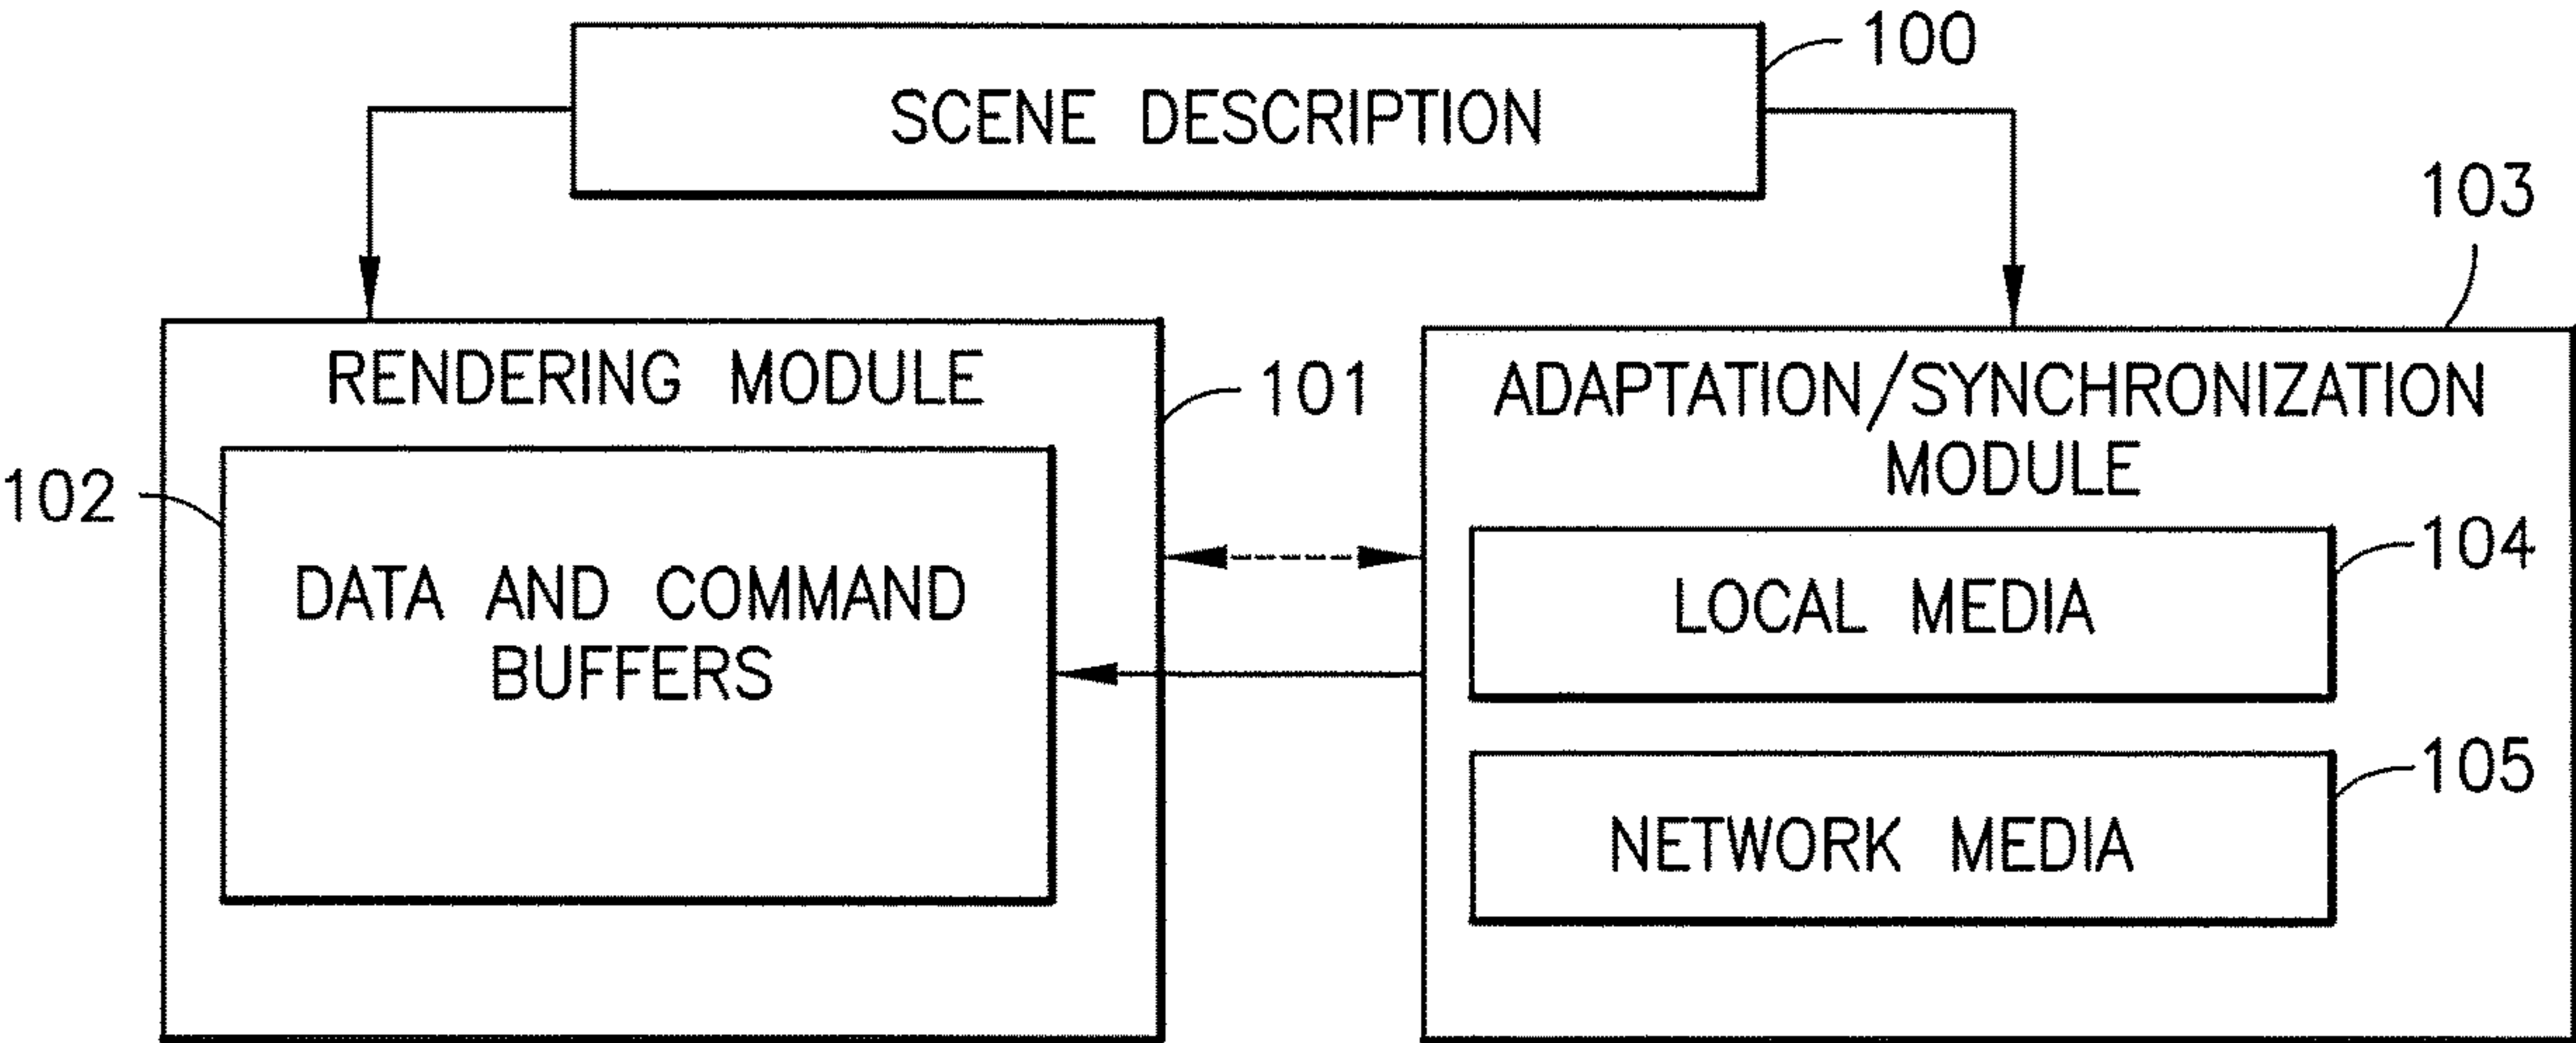 100
SCENE DESCRIPTION
103
RENDERING MODULE
101
ADAPTATION/SYNCHRONIZATION
MODULE
102
DATA AND COMMAND
BUFFERS
104
LOCAL MEDIA
105
NETWORK MEDIA